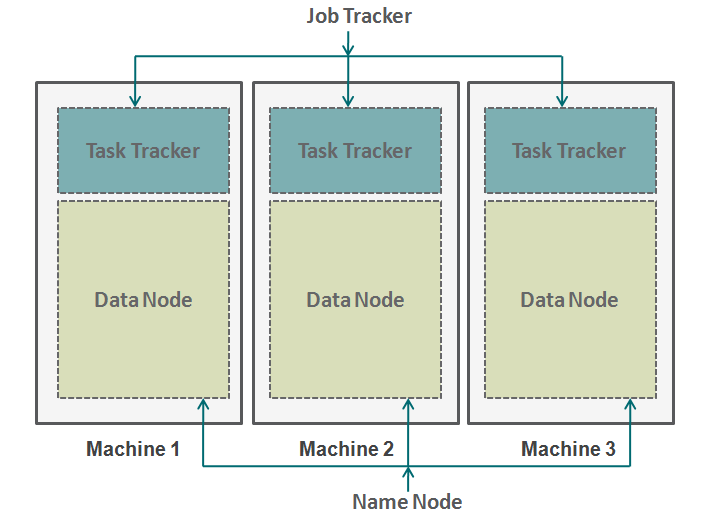 Job Tracker
Task Tracker
Task Tracker
Task Tracker
Data Node
Data Node
Data Node
Machine 1
Machine 2
Machine 3
Name Node